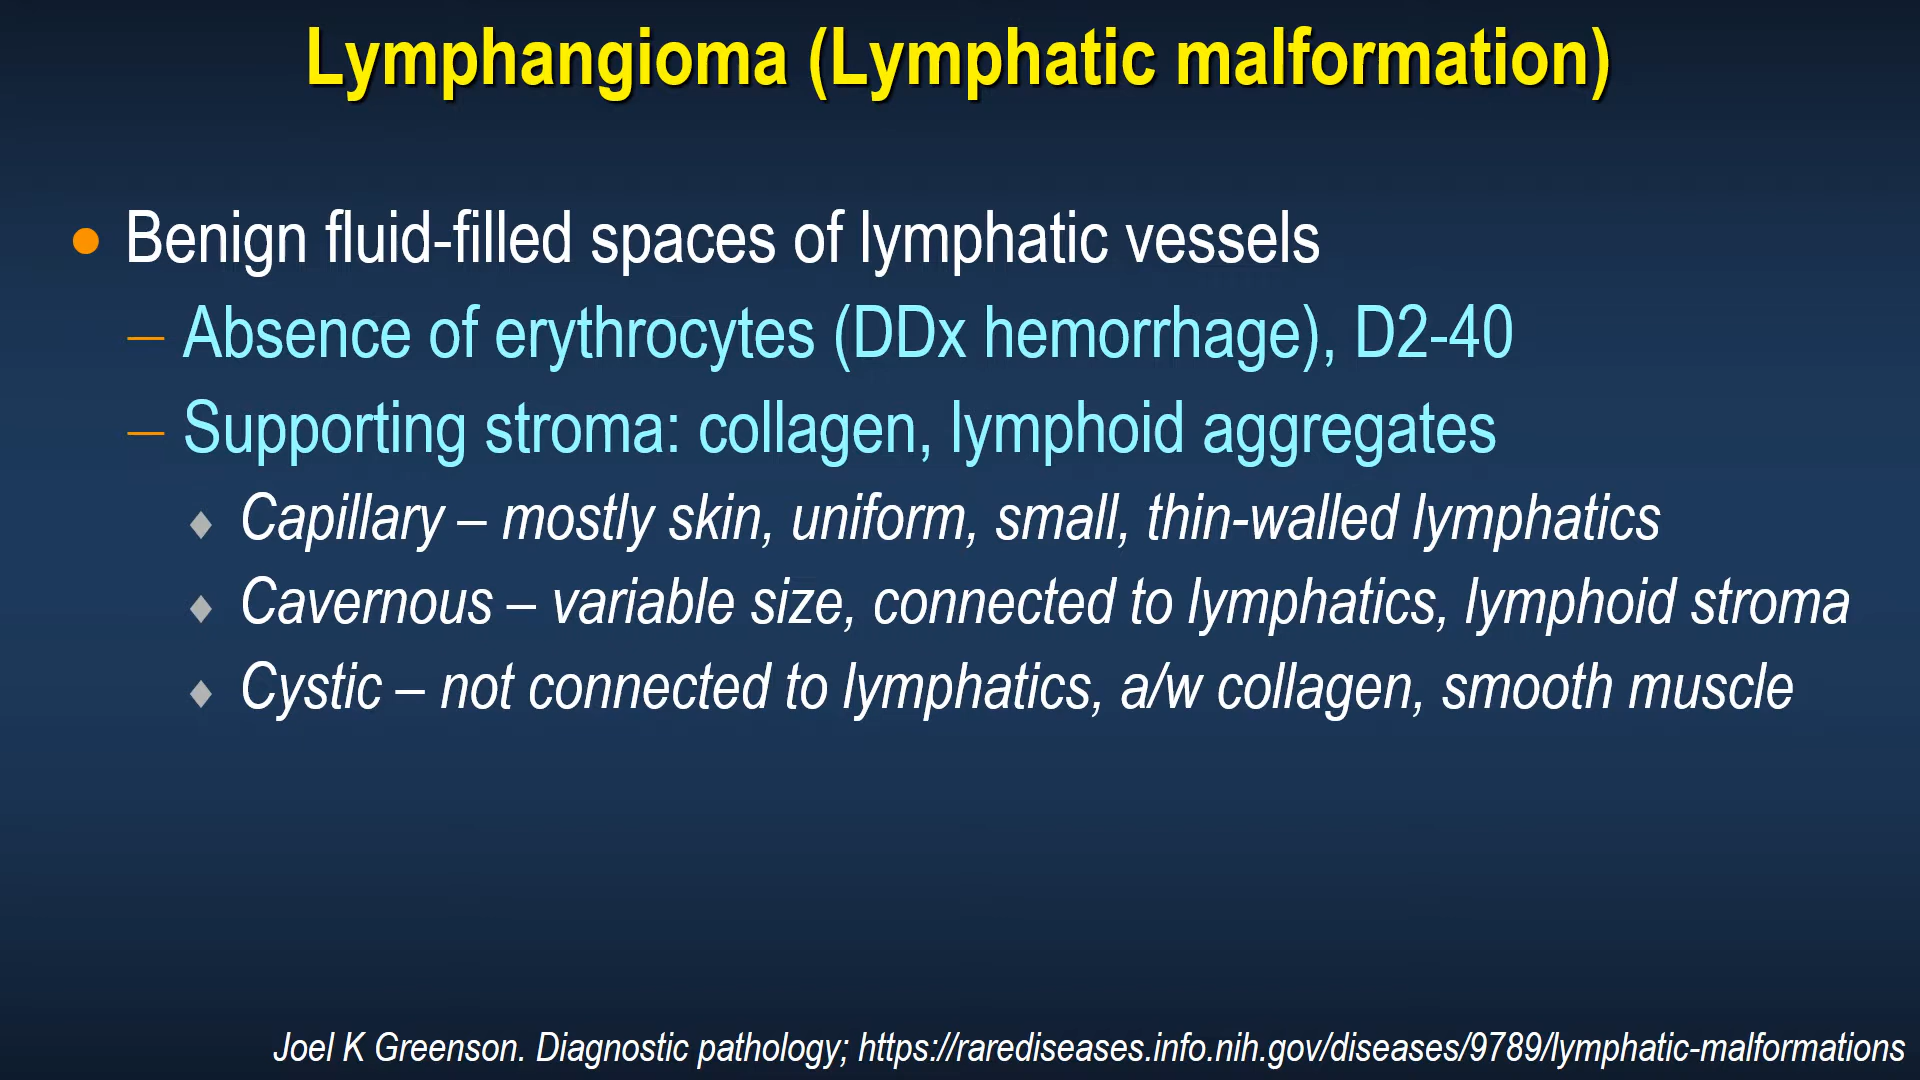 Lymphangioma (Lymphatic malformation)
• Benign fluid-filled spaces of lymphatic vessels
– Absence of erythrocytes (DDx hemorrhage), D2-40
– Supporting stroma: collagen, lymphoid aggregates
♦ Capillary – mostly skin, uniform, small, thin-walled lymphatics
♦ Cavernous – variable size, connected to lymphatics, lymphoid stroma
♦ Cystic – not connected to lymphatics, a/w collagen, smooth muscle
Joel K Greenson. Diagnostic pathology; https://rarediseases.info.nih.gov/diseases/9789/lymphatic-malformations